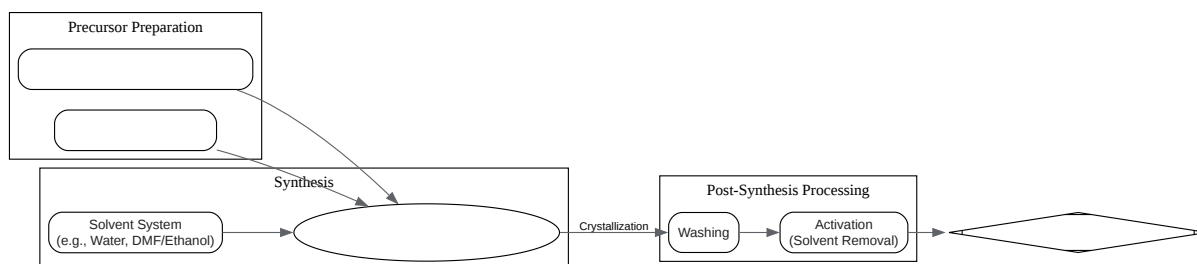 Precursor Preparation
Synthesis
Solvent System
(e.g., Water, DMF/Ethanol)
Crystallization
Post-Synthesis Processing
Washing
Activation
(Solvent Removal)